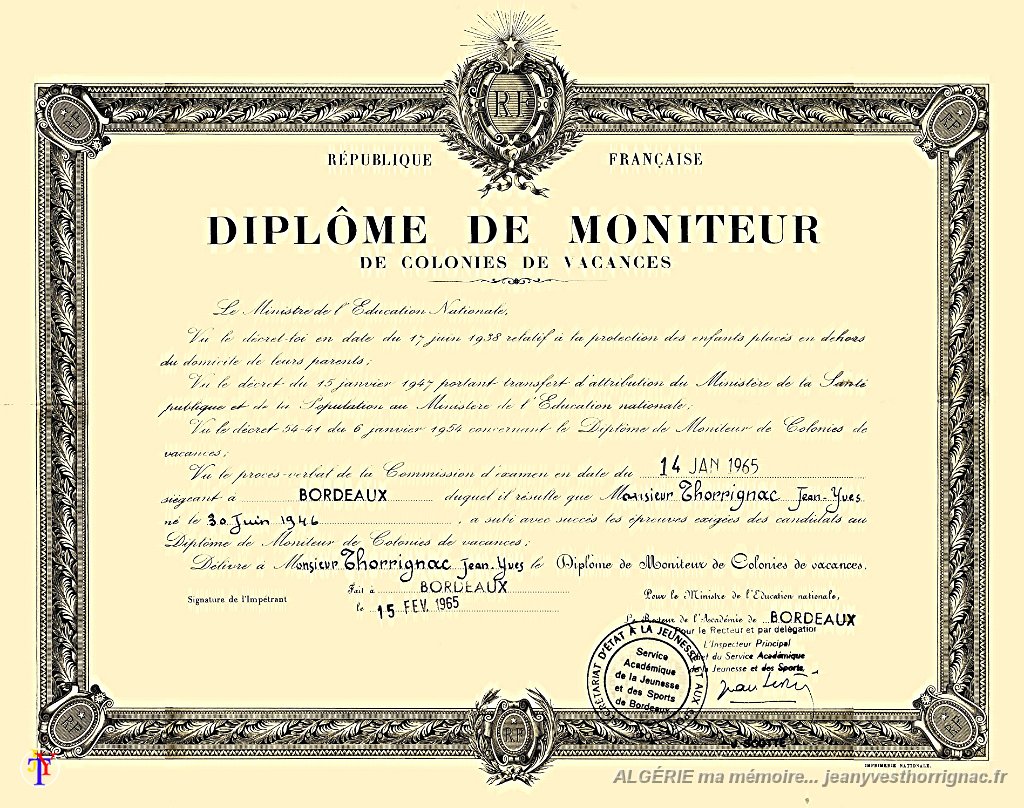 RF
RÉPUBLIQUE FRANÇAISE
DIPLÔME DE MONITEUR
DE COLONIES DE VACANCES
Le Ministre de l'Education Nationale,
Vu le décret-loi en date du 17 juin 1938 relatif à la protection des enfants placés en dehors
du domicile de leurs parents;
Vu le décret du 15 janvier 1947 portant transfert d'attribution du Ministère de la Santé
publique et de la Population au Ministère de l'Education nationale;
Vu le décret 54-41 du 6 janvier 1954 concernant le Diplôme de Moniteur de Colonies de
vacances;
Vu le procès-verbal de la Commission d'examen en date du 14 JAN 1965
siégeant à BORDEAUX duquel il résulte que Monsieur Thorrignac Jean-Yves
né le 30 Juin 1946, a subi avec succès les épreuves exigées des candidats au
Diplôme de Moniteur de Colonies de vacances;
Délivre à Monsieur Thorrignac Jean-Yves le Diplôme de Moniteur de Colonies de vacances.
Fait à BORDEAUX
le 15 FEV. 1965
Signature de l'Impétrant
Pour le Ministre de l'Education nationale,
Le Recteur de l'Académie de BORDEAUX
Pour le Recteur et par délégation
L'Inspecteur Principal
du Service Académique
Jeunesse et des Sports
SECRÉTARIAT D'ÉTAT A LA JEUNESSE ET AUX
Service
Académique
de la Jeunesse
et des Sports
de Bordeaux
IMPRIMERIE NATIONALE.
RF
ALGÉRIE ma mémoire... jeanyvesthorrignac.fr